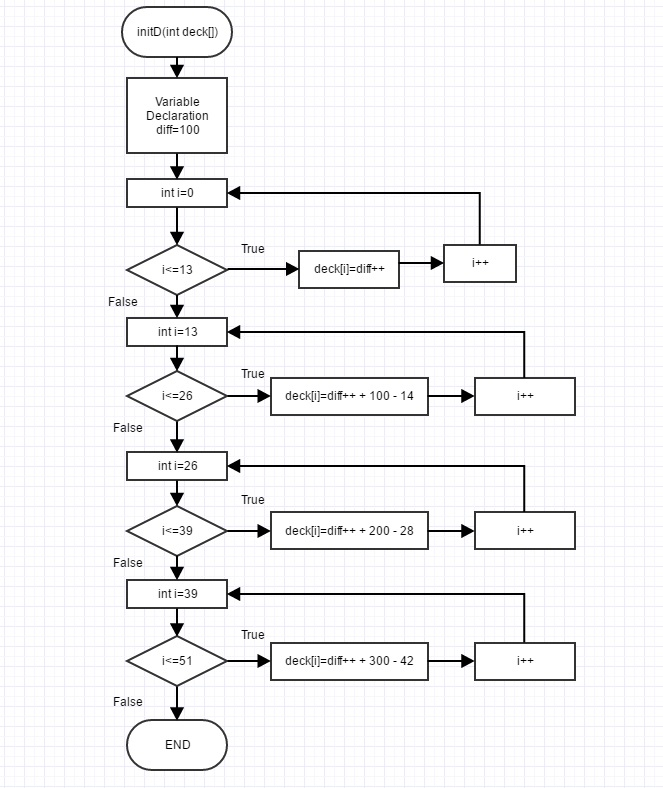 initD(int deck[])
Variable
Declaration
diff=100
int i=0
True
i<=13
deck[i]=diff++
i++
False
int i=13
True
i<=26
deck[i]=diff++ + 100 - 14
i++
False
int i=26
True
i<=39
deck[i]=diff++ + 200 - 28
i++
False
int i=39
True
i<=51
deck[i]=diff++ + 300 - 42
i++
False
END